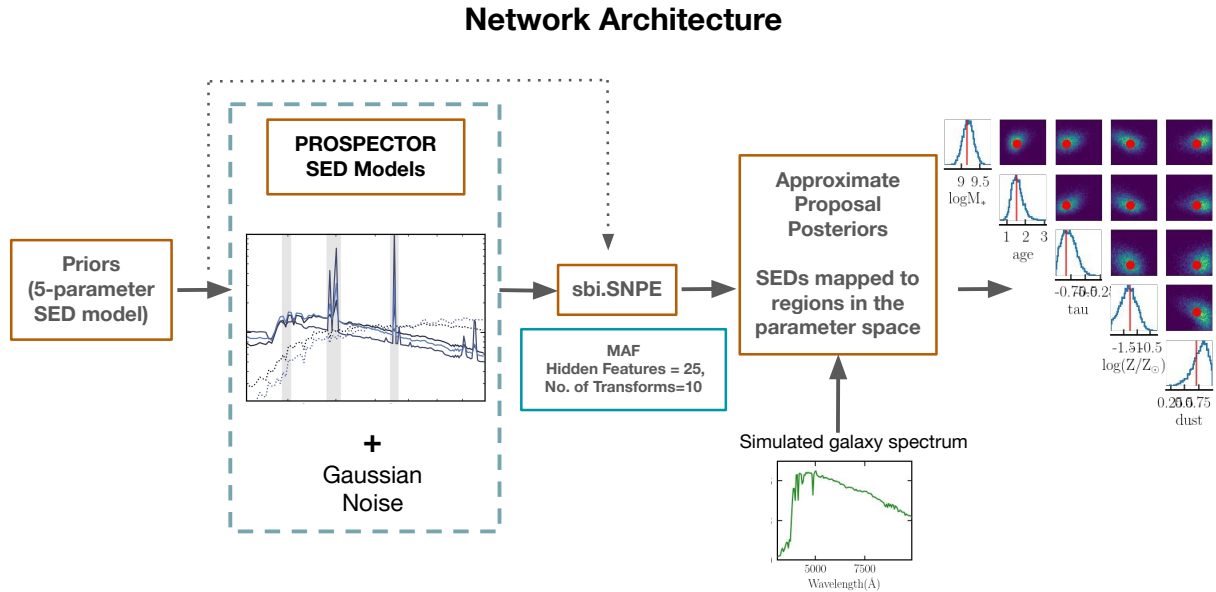 Network Architecture
Priors
(5-parameter
SED model)
PROSPECTOR
SED Models
+
Gaussian
Noise
sbi.SNPE
MAF
Hidden Features = 25,
No. of Transforms=10
Approximate
Proposal
Posteriors
SEDs mapped to
regions in the
parameter space
Simulated galaxy spectrum
5000 7500
Wavelength(Å)
9 9.5
logM*
1 2 3
age
tau
log(Z/Z⊙)
dust